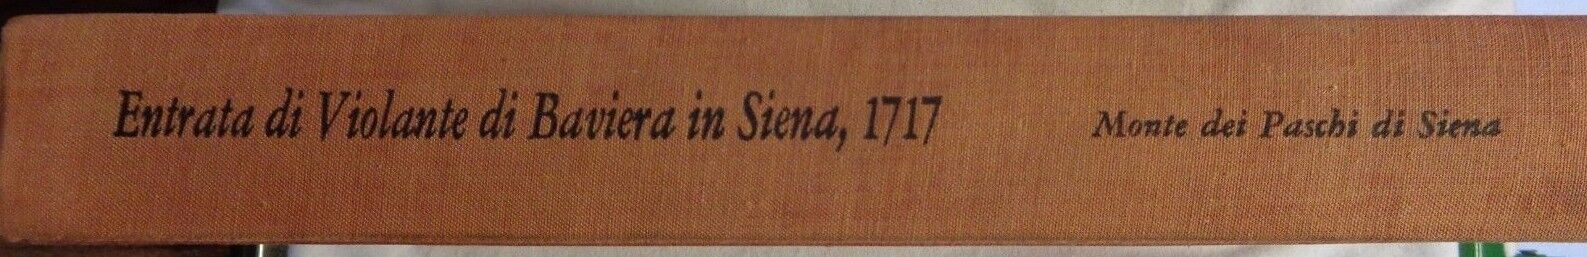 Entrata di Violante di Baviera in Siena, 1717 Monte dei Paschi di Siena